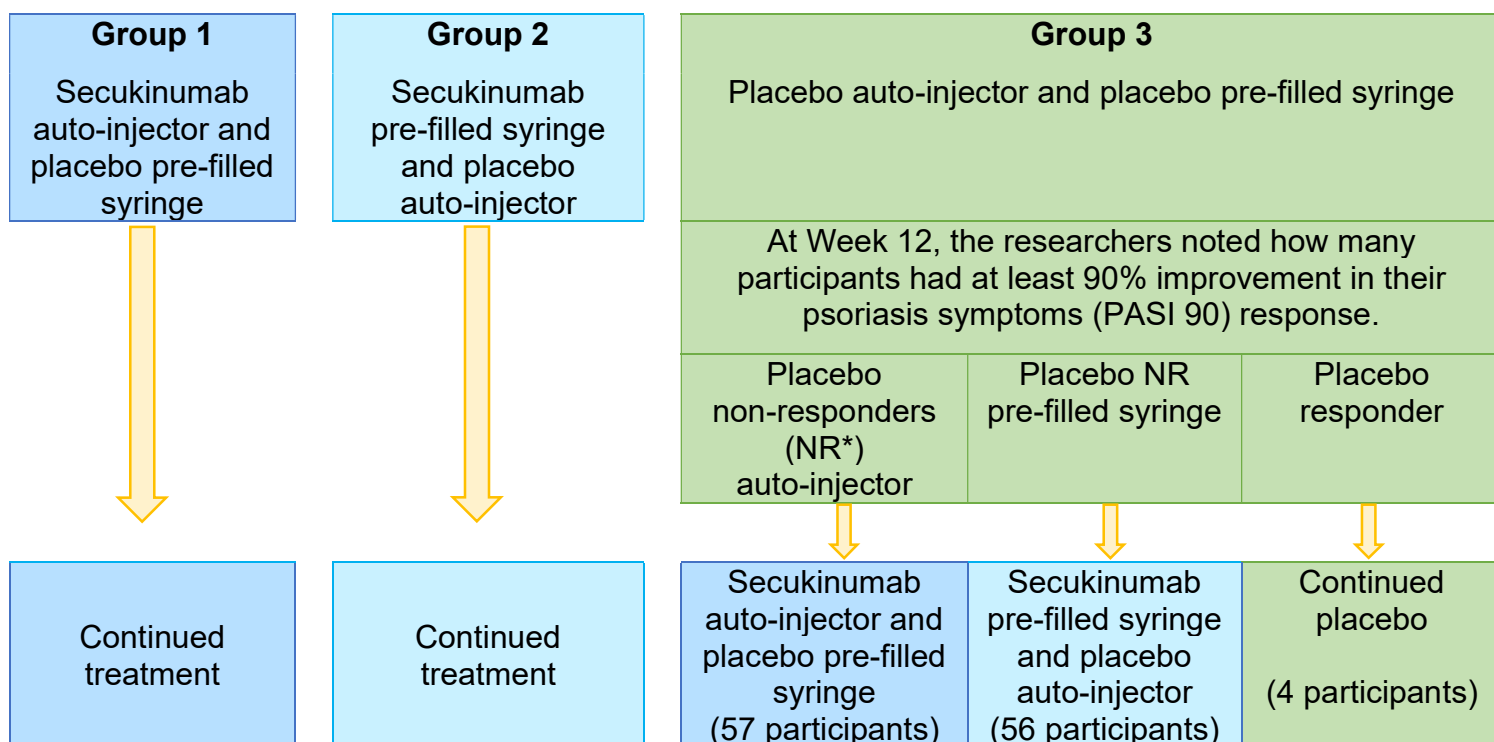 Group 1
Secukinumab
auto-injector and
placebo pre-filled
syringe
Group 2
Secukinumab
pre-filled syringe
and placebo
auto-injector
Group 3
Placebo auto-injector and placebo pre-filled syringe
At Week 12, the researchers noted how many
participants had at least 90% improvement in their
psoriasis symptoms (PASI 90) response.
Placebo
non-responders
(NR*)
auto-injector
Placebo NR
pre-filled syringe
Placebo
responder
Continued
treatment
Continued
treatment
Secukinumab
auto-injector and
placebo pre-filled
syringe
(57 participants)
Secukinumab
pre-filled syringe
and placebo
auto-injector
(56 participants)
Continued
placebo
(4 participants)